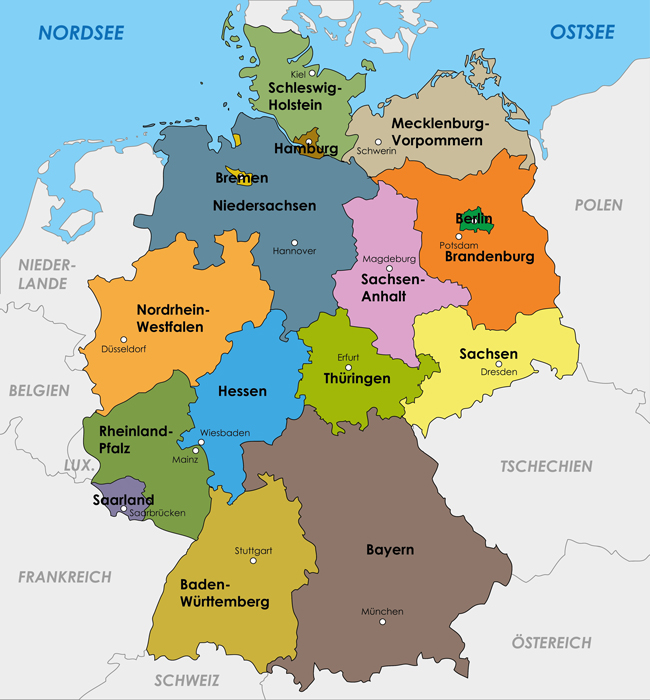 NORDSEE
OSTSEE
Kiel
Schleswig-
Holstein
Mecklenburg-
Vorpommern
Hamburg
Schwerin
Bremen
Niedersachsen
POLEN
Berlin
Potsdam
Brandenburg
Hannover
Magdeburg
Sachsen-
Anhalt
NIEDER-
LANDE
Nordrhein-
Westfalen
Düsseldorf
Erfurt
Thüringen
Sachsen
Dresden
BELGIEN
Hessen
Rheinland-
Pfalz
Wiesbaden
Mainz
LUX.
TSCHECHIEN
Saarland
Saarbrücken
Stuttgart
Bayern
FRANKREICH
Baden-
Württemberg
München
ÖSTEREICH
SCHWEIZ